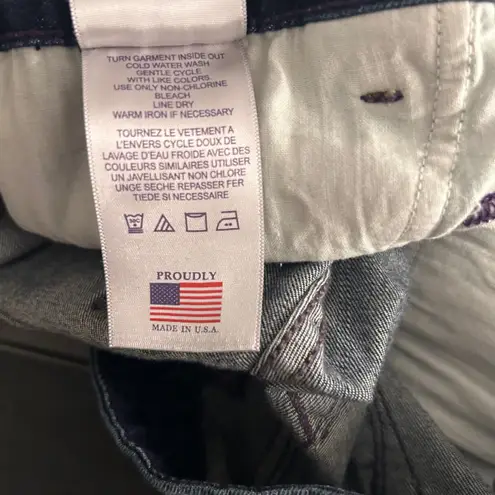 TURN GARMENT INSIDE OUT
COLD WATER WASH
GENTLE CYCLE
WITH LIKE COLORS.
USE ONLY NON-CHLORINE
BLEACH
LINE DRY
WARM IRON IF NECESSARY
TOURNEZ LE VETEMENT A
L'ENVERS CYCLE DOUX DE
LAVAGE D'EAU FROIDE AVEC DES
COULEURS SIMILAIRES UTILISER
UN JAVELLISANT NON CHLORE
LINGE SECHE REPASSER FER
TIEDE SI NECESSAIRE
30C
PROUDLY
MADE IN U.S.A.